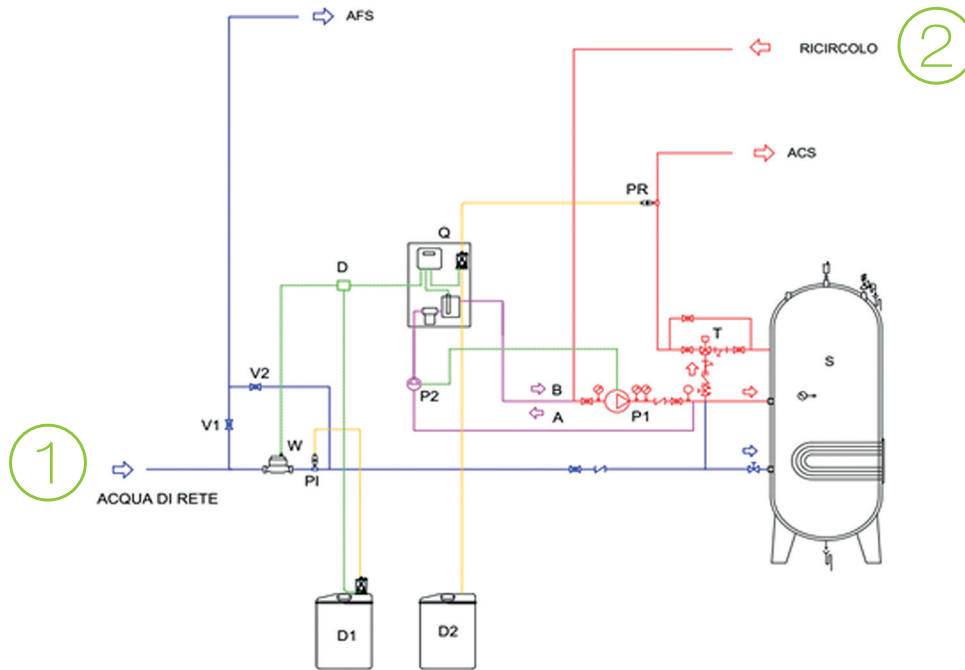 AFS
RICIRCOLO
2
ACS
PR
Q
D
T
S
V2
B
P2
A
P1
V1
W
1
PI
ACQUA DI RETE
D1
D2